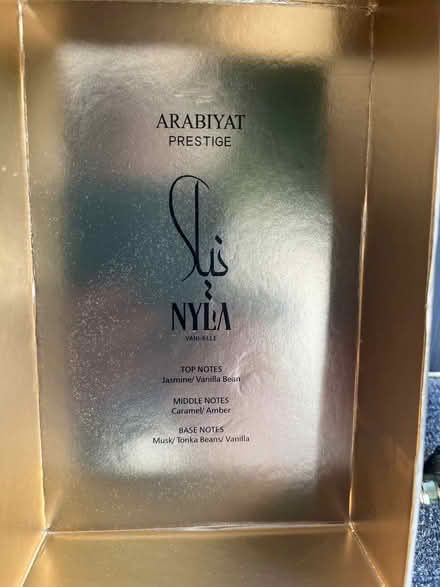 ARABIYAT
PRESTIGE
نيلا
NYLA
VANI-ELLE
TOP NOTES
Jasmine/ Vanilla Bean
MIDDLE NOTES
Caramel/ Amber
BASE NOTES
Musk/ Tonka Beans/ Vanilla